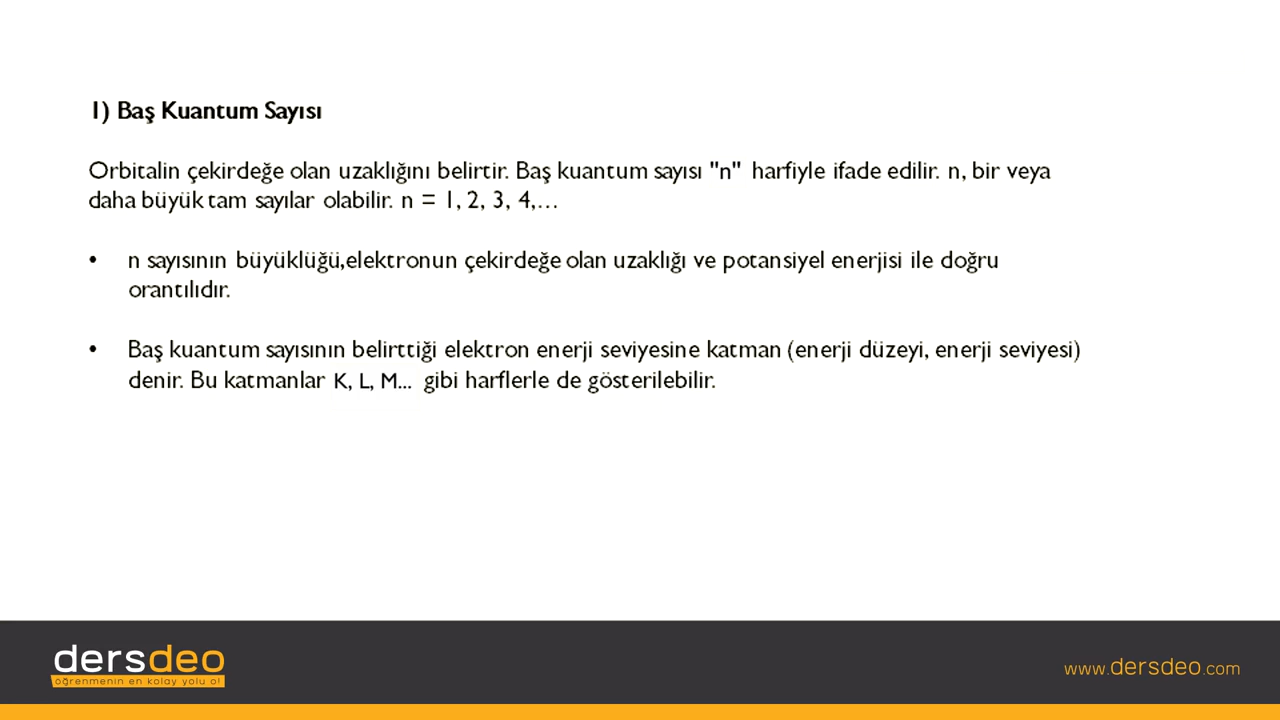 1) Baş Kuantum Sayısı
Orbitalin çekirdeğe olan uzaklığını belirtir. Baş kuantum sayısı "n" harfiyle ifade edilir. n, bir veya
daha büyük tam sayılar olabilir. n = 1, 2, 3, 4,…
• n sayısının büyüklüğü,elektronun çekirdeğe olan uzaklığı ve potansiyel enerjisi ile doğru
orantılıdır.
• Baş kuantum sayısının belirttiği elektron enerji seviyesine katman (enerji düzeyi, enerji seviyesi)
denir. Bu katmanlar K, L, M... gibi harflerle de gösterilebilir.
dersdeo
öğrenmenin en kolay yolu o!
www.dersdeo.com